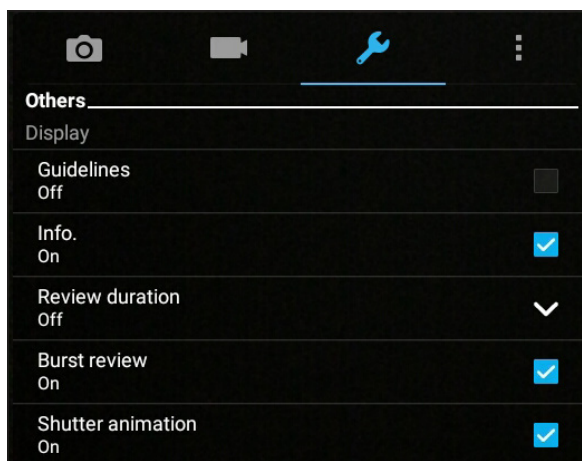 Others
Display
Guidelines
Off
Info.
On
Review duration
Off
Burst review
On
Shutter animation
On